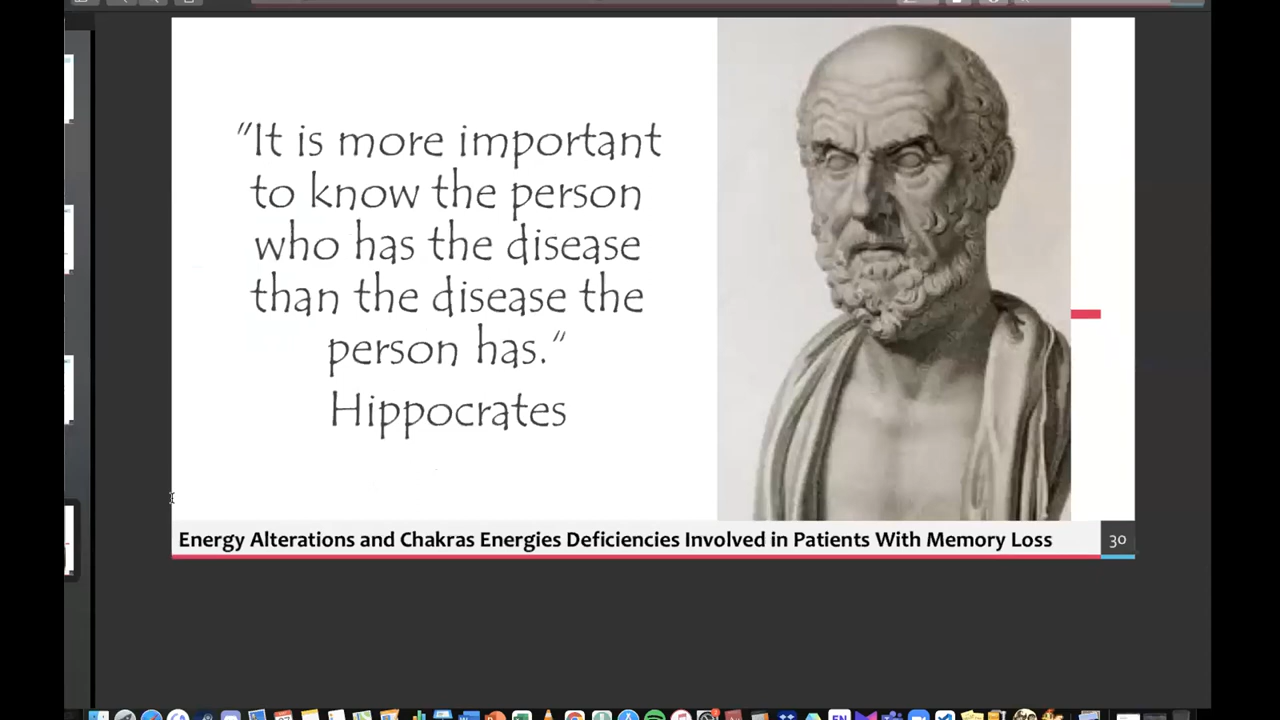 "It is more important
to know the person
who has the disease
than the disease the
person has."
Hippocrates
Energy Alterations and Chakras Energies Deficiencies Involved in Patients With Memory Loss
30
EN